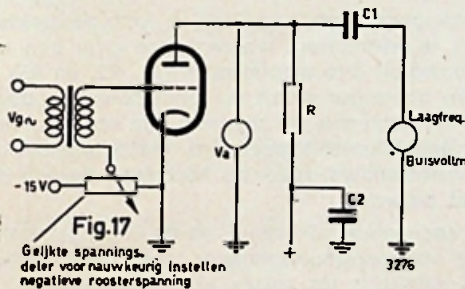 C1
Vg~
R
Va
Laagfreq.
Buisvoltm
-15V
Fig.17
C2
Geijkte spannings.
deler voor nauwkeurig instellen
negatieve roosterspanning
+
3276